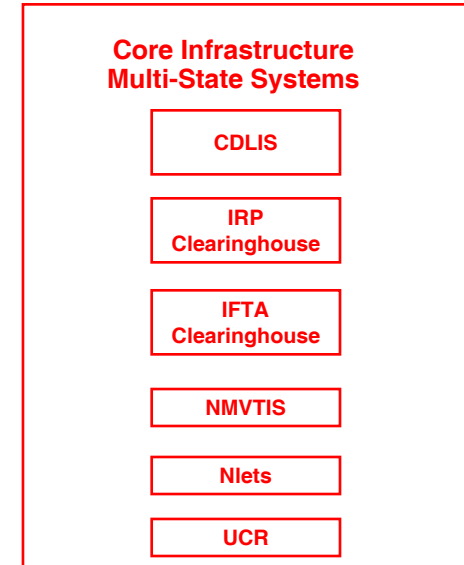 Core Infrastructure
Multi-State Systems
CDLIS
IRP
Clearinghouse
IFTA
Clearinghouse
NMVTIS
Nlets
UCR